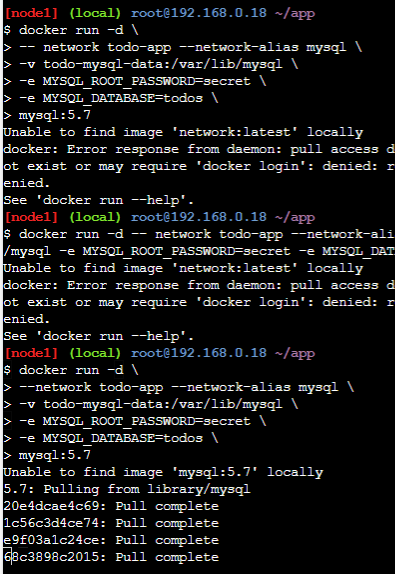 [node1] (local) root@192.168.0.18 ~/app
$ docker run -d \
> -- network todo-app --network-alias mysql \
> -v todo-mysql-data:/var/lib/mysql \
> -e MYSQL_ROOT_PASSWORD=secret \
> -e MYSQL_DATABASE=todos \
> mysql:5.7
Unable to find image 'network:latest' locally
docker: Error response from daemon: pull access d
ot exist or may require 'docker login': denied: r
enied.
See 'docker run --help'.
[node1] (local) root@192.168.0.18 ~/app
$ docker run -d -- network todo-app --network-ali
/mysql -e MYSQL_ROOT_PASSWORD=secret -e MYSQL_DAT
Unable to find image 'network:latest' locally
docker: Error response from daemon: pull access d
ot exist or may require 'docker login': denied: r
enied.
See 'docker run --help'.
[node1] (local) root@192.168.0.18 ~/app
$ docker run -d \
> --network todo-app --network-alias mysql \
> -v todo-mysql-data:/var/lib/mysql \
> -e MYSQL_ROOT_PASSWORD=secret \
> -e MYSQL_DATABASE=todos \
> mysql:5.7
Unable to find image 'mysql:5.7' locally
5.7: Pulling from library/mysql
20e4dcae4c69: Pull complete
1c56c3d4ce74: Pull complete
e9f03a1c24ce: Pull complete
68c3898c2015: Pull complete